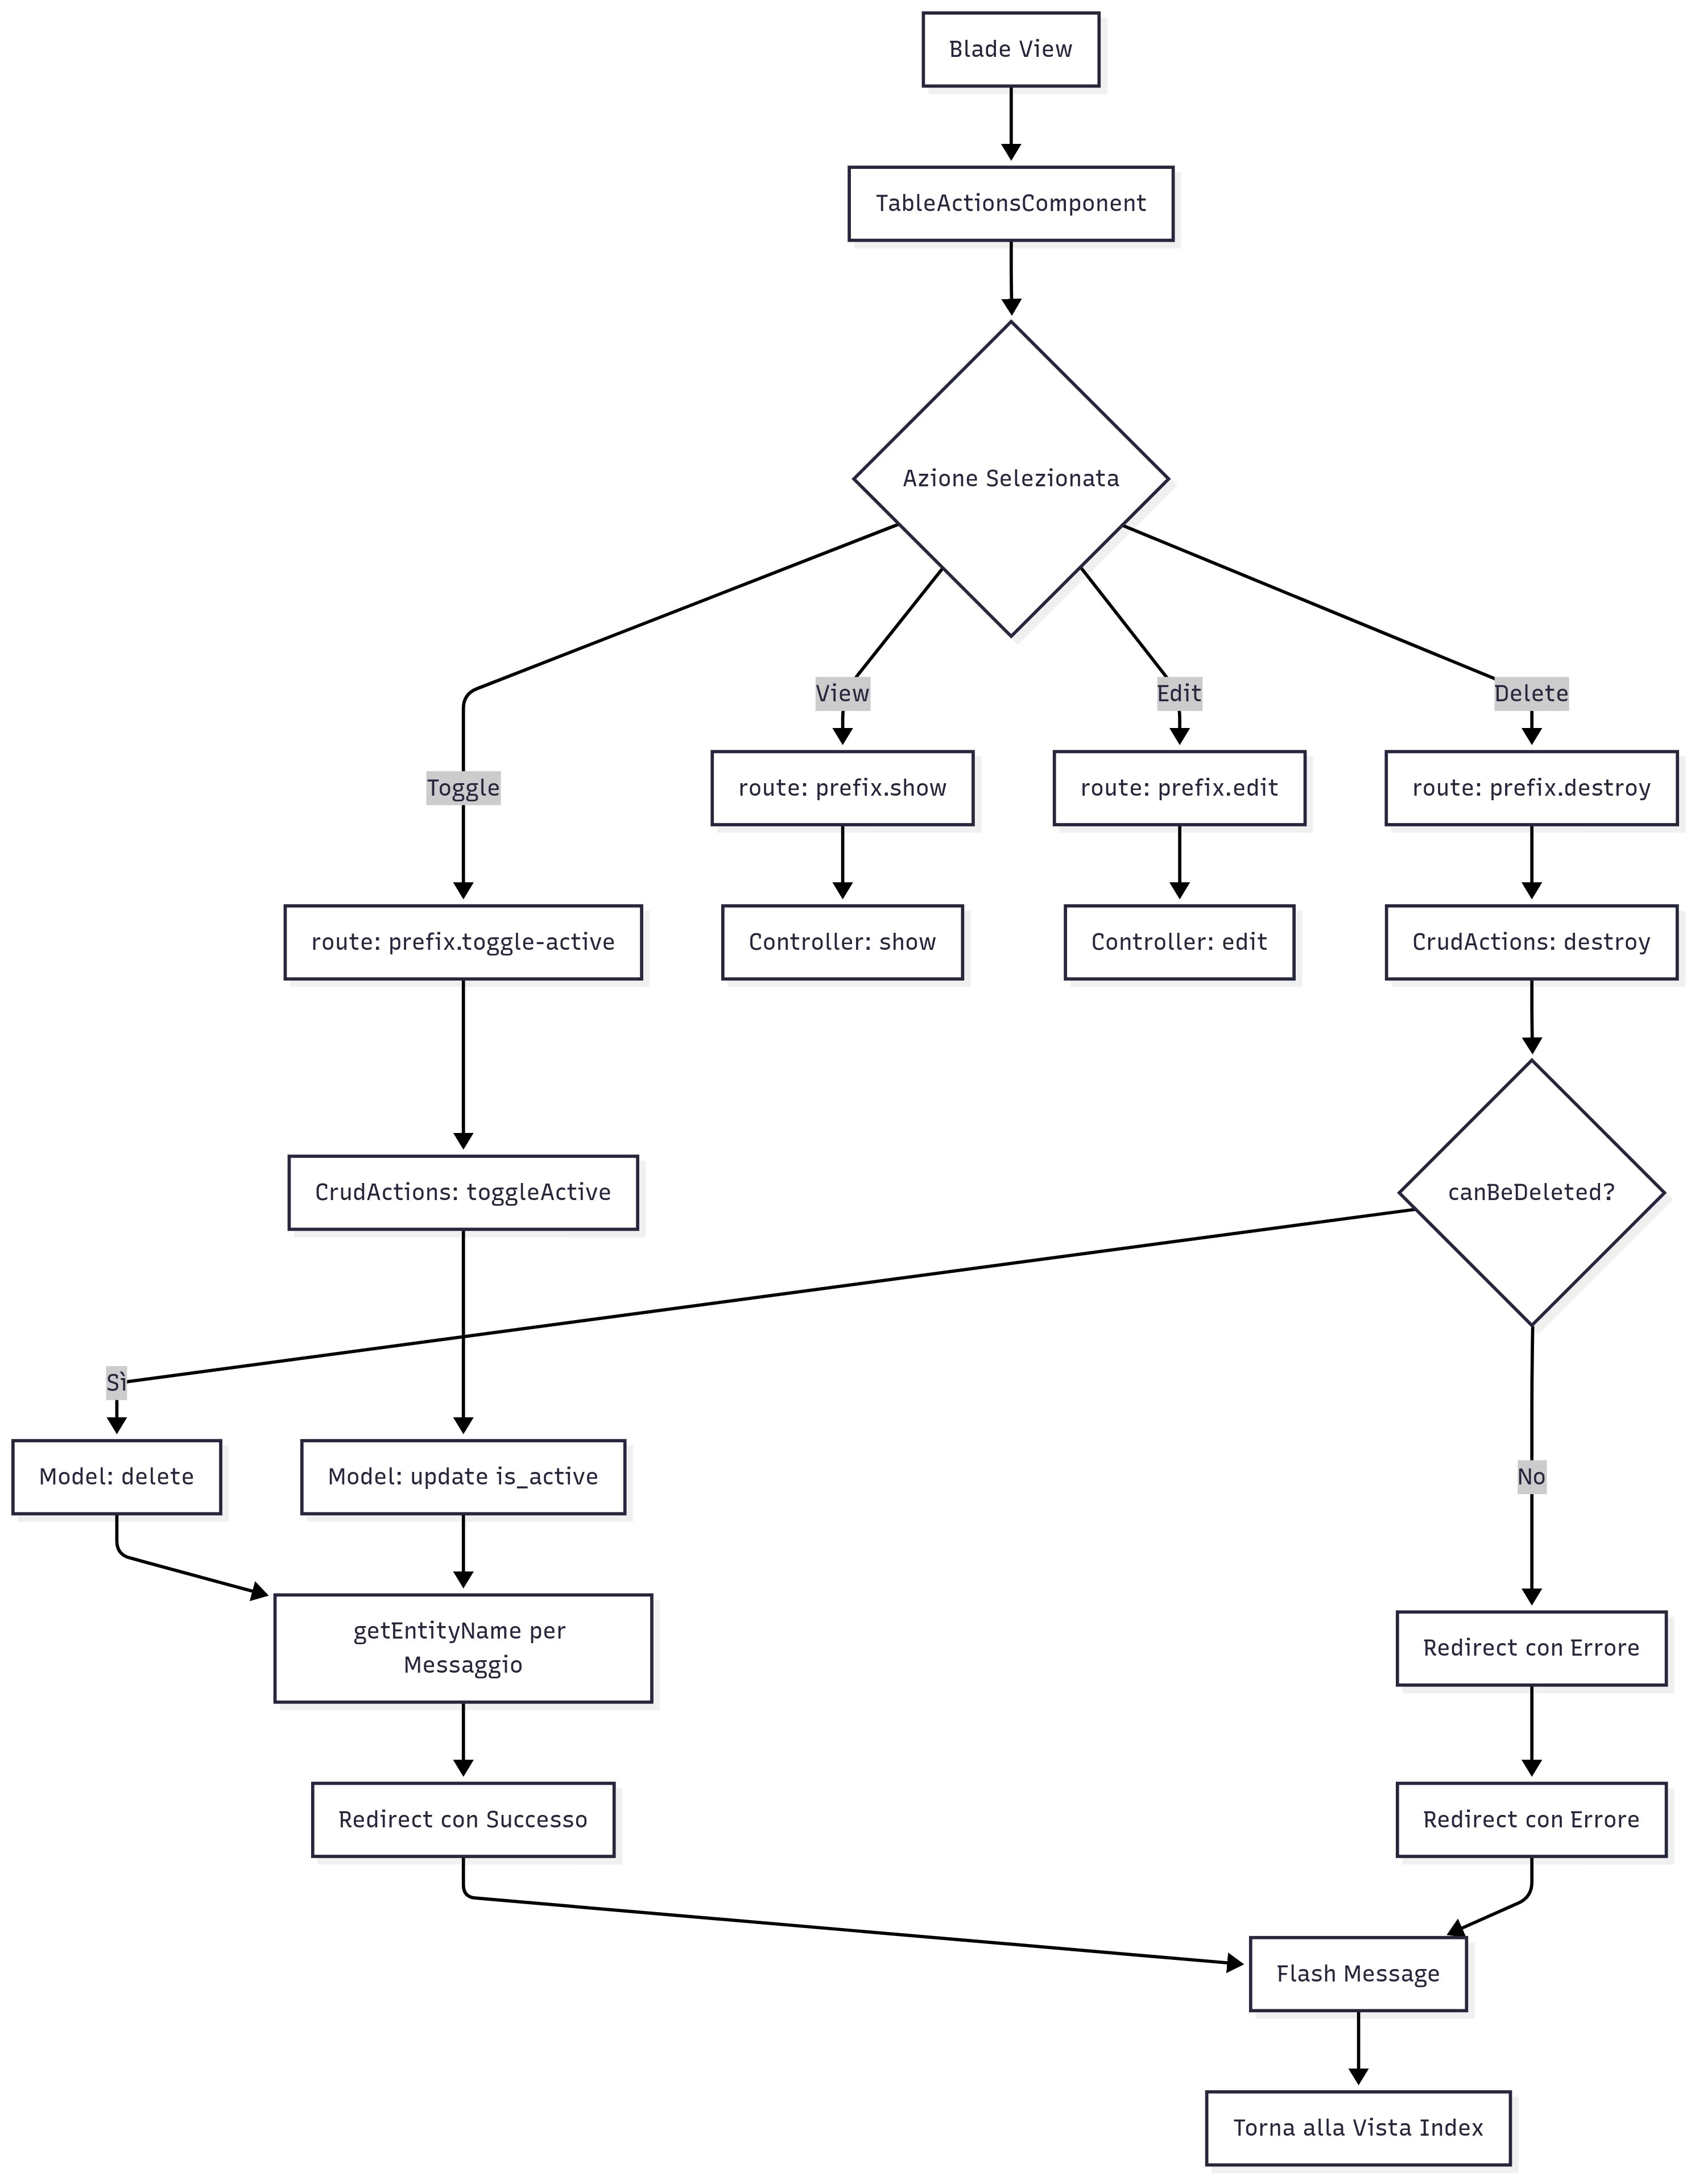 Blade View
TableActionsComponent
Azione Selezionata
View
Edit
Delete
Toggle
route: prefix.show
route: prefix.edit
route: prefix.destroy
route: prefix.toggle-active
Controller: show
Controller: edit
CrudActions: destroy
CrudActions: toggleActive
canBeDeleted?
Sì
Model: delete
Model: update is_active
No
getEntityName per
Messaggio
Redirect con Errore
Redirect con Successo
Redirect con Errore
Flash Message
Torna alla Vista Index